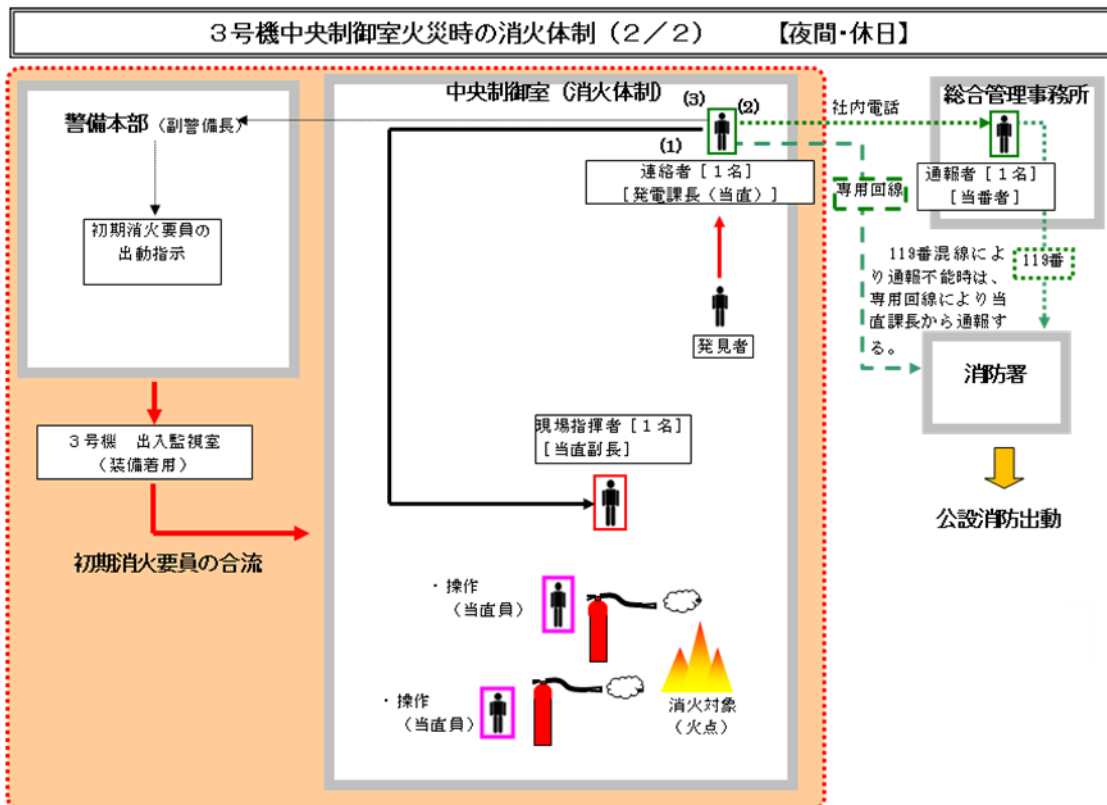 3号機中央制御室火災時の消火体制(2/2) 【夜間・休日】
警備本部(副警備長)
初期消火要員の
出動指示
3号機 出入監視室
(装備着用)
初期消火要員の合流
中央制御室(消火体制)
(3)
(2)
(1)
連絡者[1名]
[発電課長(当直)]
発見者
現場指揮者[1名]
[当直副長]
・操作
(当直員)
・操作
(当直員)
消火対象
(火点)
社内電話
専用回線
総合管理事務所
通報者[1名]
[当番者]
119番混線によ
り通報不能時は、
専用回線により当
直課長から通報す
る。
119番
消防署
公設消防出動